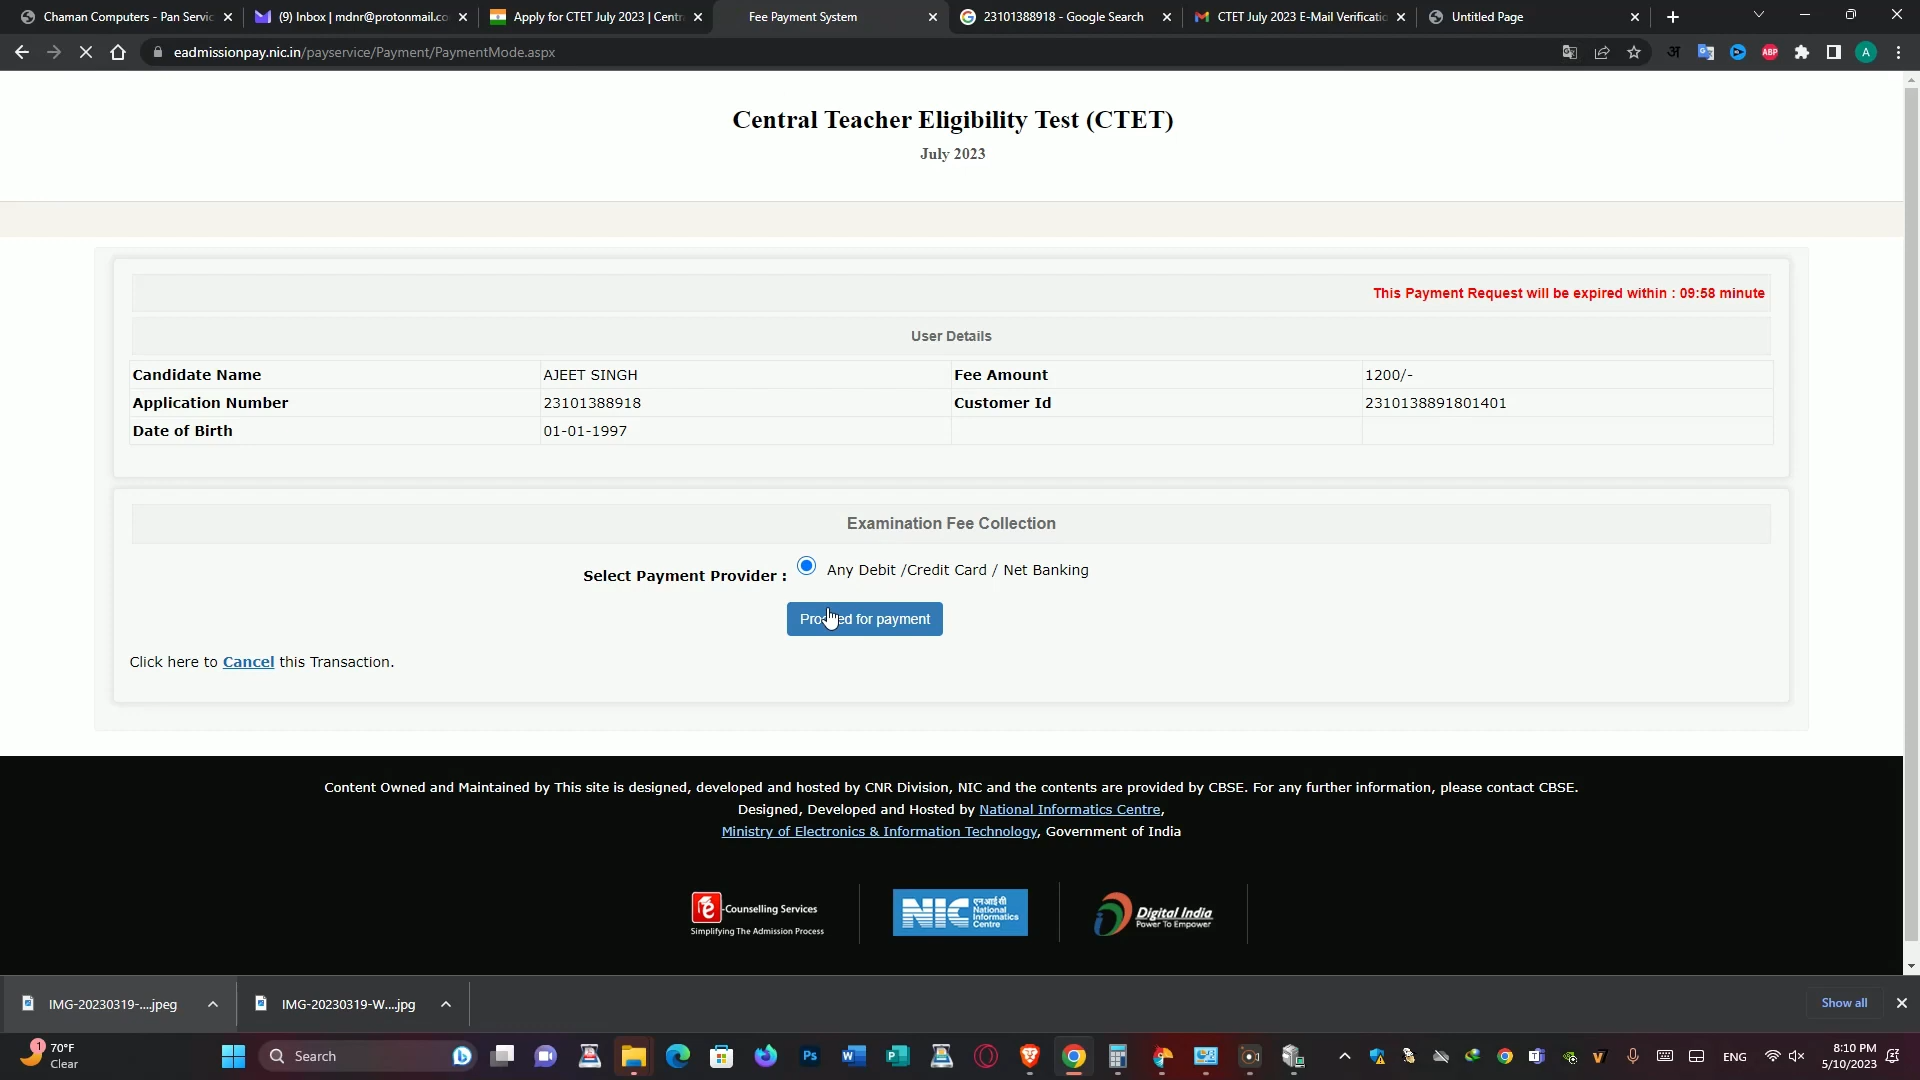 Chaman Computers - Pan Servic
(9) Inbox | mdnr@protonmail.co
Apply for CTET July 2023 | Centr
Fee Payment System
23101388918 - Google Search
CTET July 2023 E-Mail Verificatio
Untitled Page
eadmissionpay.nic.in/payservice/Payment/PaymentMode.aspx
अ
ABP
A
Central Teacher Eligibility Test (CTET)
July 2023
This Payment Request will be expired within : 09:58 minute
User Details
Candidate Name AJEET SINGH Fee Amount 1200/-
Application Number 23101388918 Customer Id 2310138891801401
Date of Birth 01-01-1997
Examination Fee Collection
Select Payment Provider : Any Debit /Credit Card / Net Banking
Proceed for payment
Click here to Cancel this Transaction.
Content Owned and Maintained by This site is designed, developed and hosted by CNR Division, NIC and the contents are provided by CBSE. For any further information, please contact CBSE.
Designed, Developed and Hosted by National Informatics Centre,
Ministry of Electronics & Information Technology, Government of India
e-Counselling Services
Simplifying The Admission Process
NIC एनआईसी
National
Informatics
Centre
Digital India
Power To Empower
IMG-20230319-....jpeg
IMG-20230319-W....jpg
Show all
1
70°F
Clear
Search
Ps
ENG
8:10 PM
5/10/2023